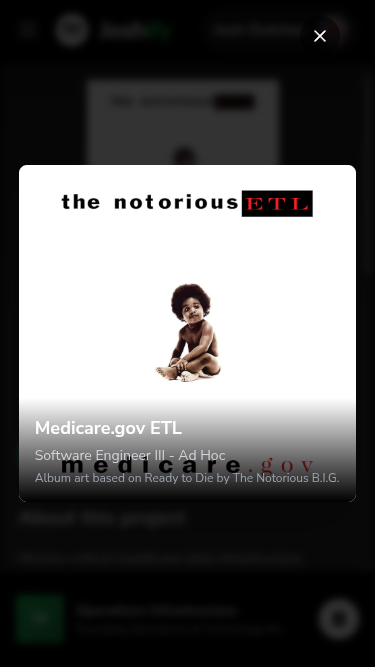 the notorious ETL
Medicare.gov ETL
Software Engineer III - Ad Hoc
medicare.gov
Album art based on Ready to Die by The Notorious B.I.G.
About this project